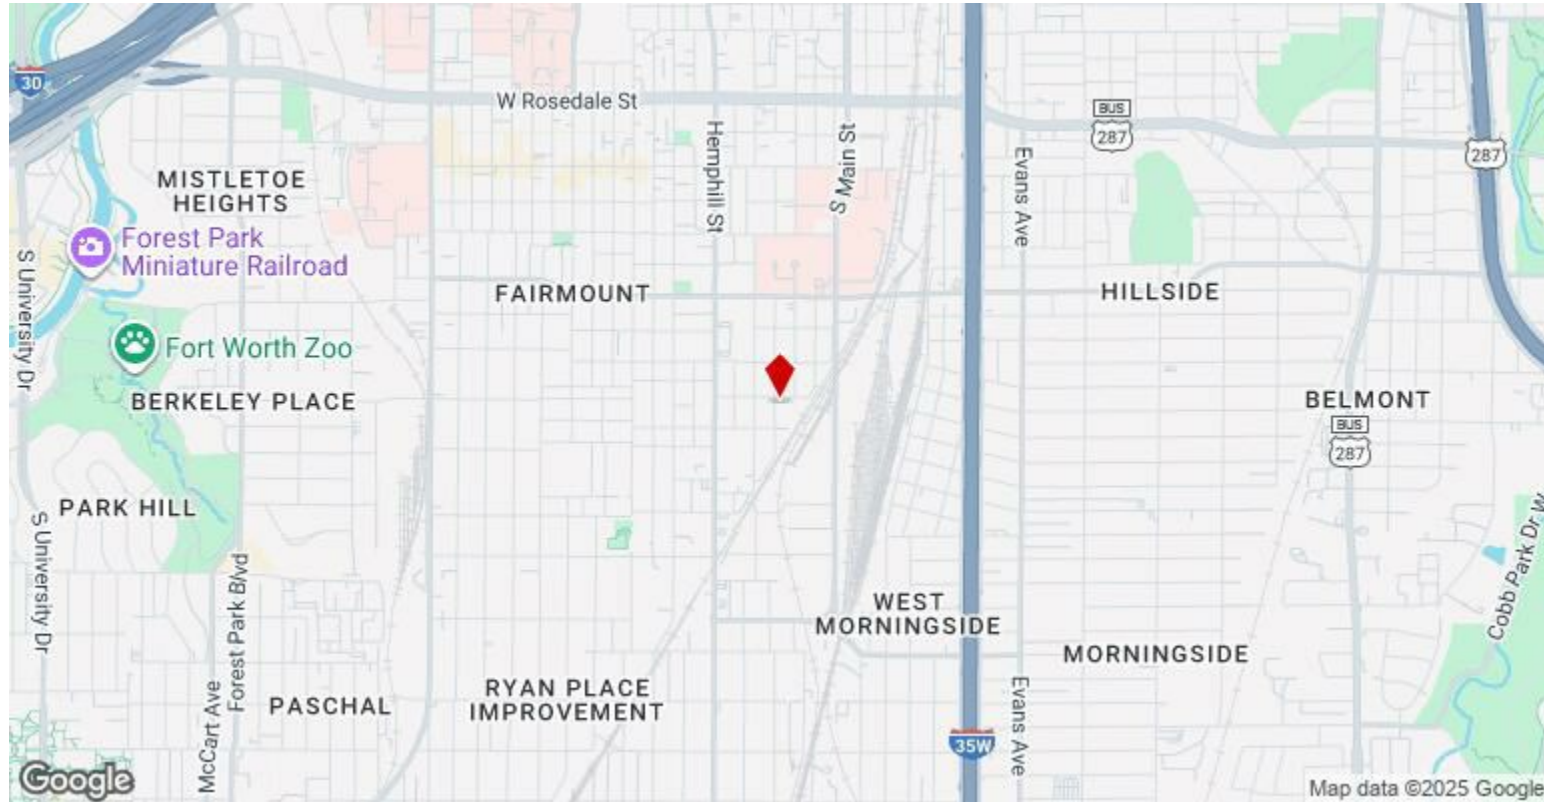 30
W Rosedale St
BUS
287
287
Hemphill St
S Main St
Evans Ave
MISTLETOE
HEIGHTS
Forest Park
Miniature Railroad
S University Dr
FAIRMOUNT
HILLSIDE
Fort Worth Zoo
BERKELEY PLACE
BELMONT
BUS
287
PARK HILL
S University Dr
Forest Park Blvd
Cobb Park Dr W
WEST
MORNINGSIDE
MORNINGSIDE
RYAN PLACE
IMPROVEMENT
PASCHAL
McCart Ave
Evans Ave
35W
Google
Map data ©2025 Google